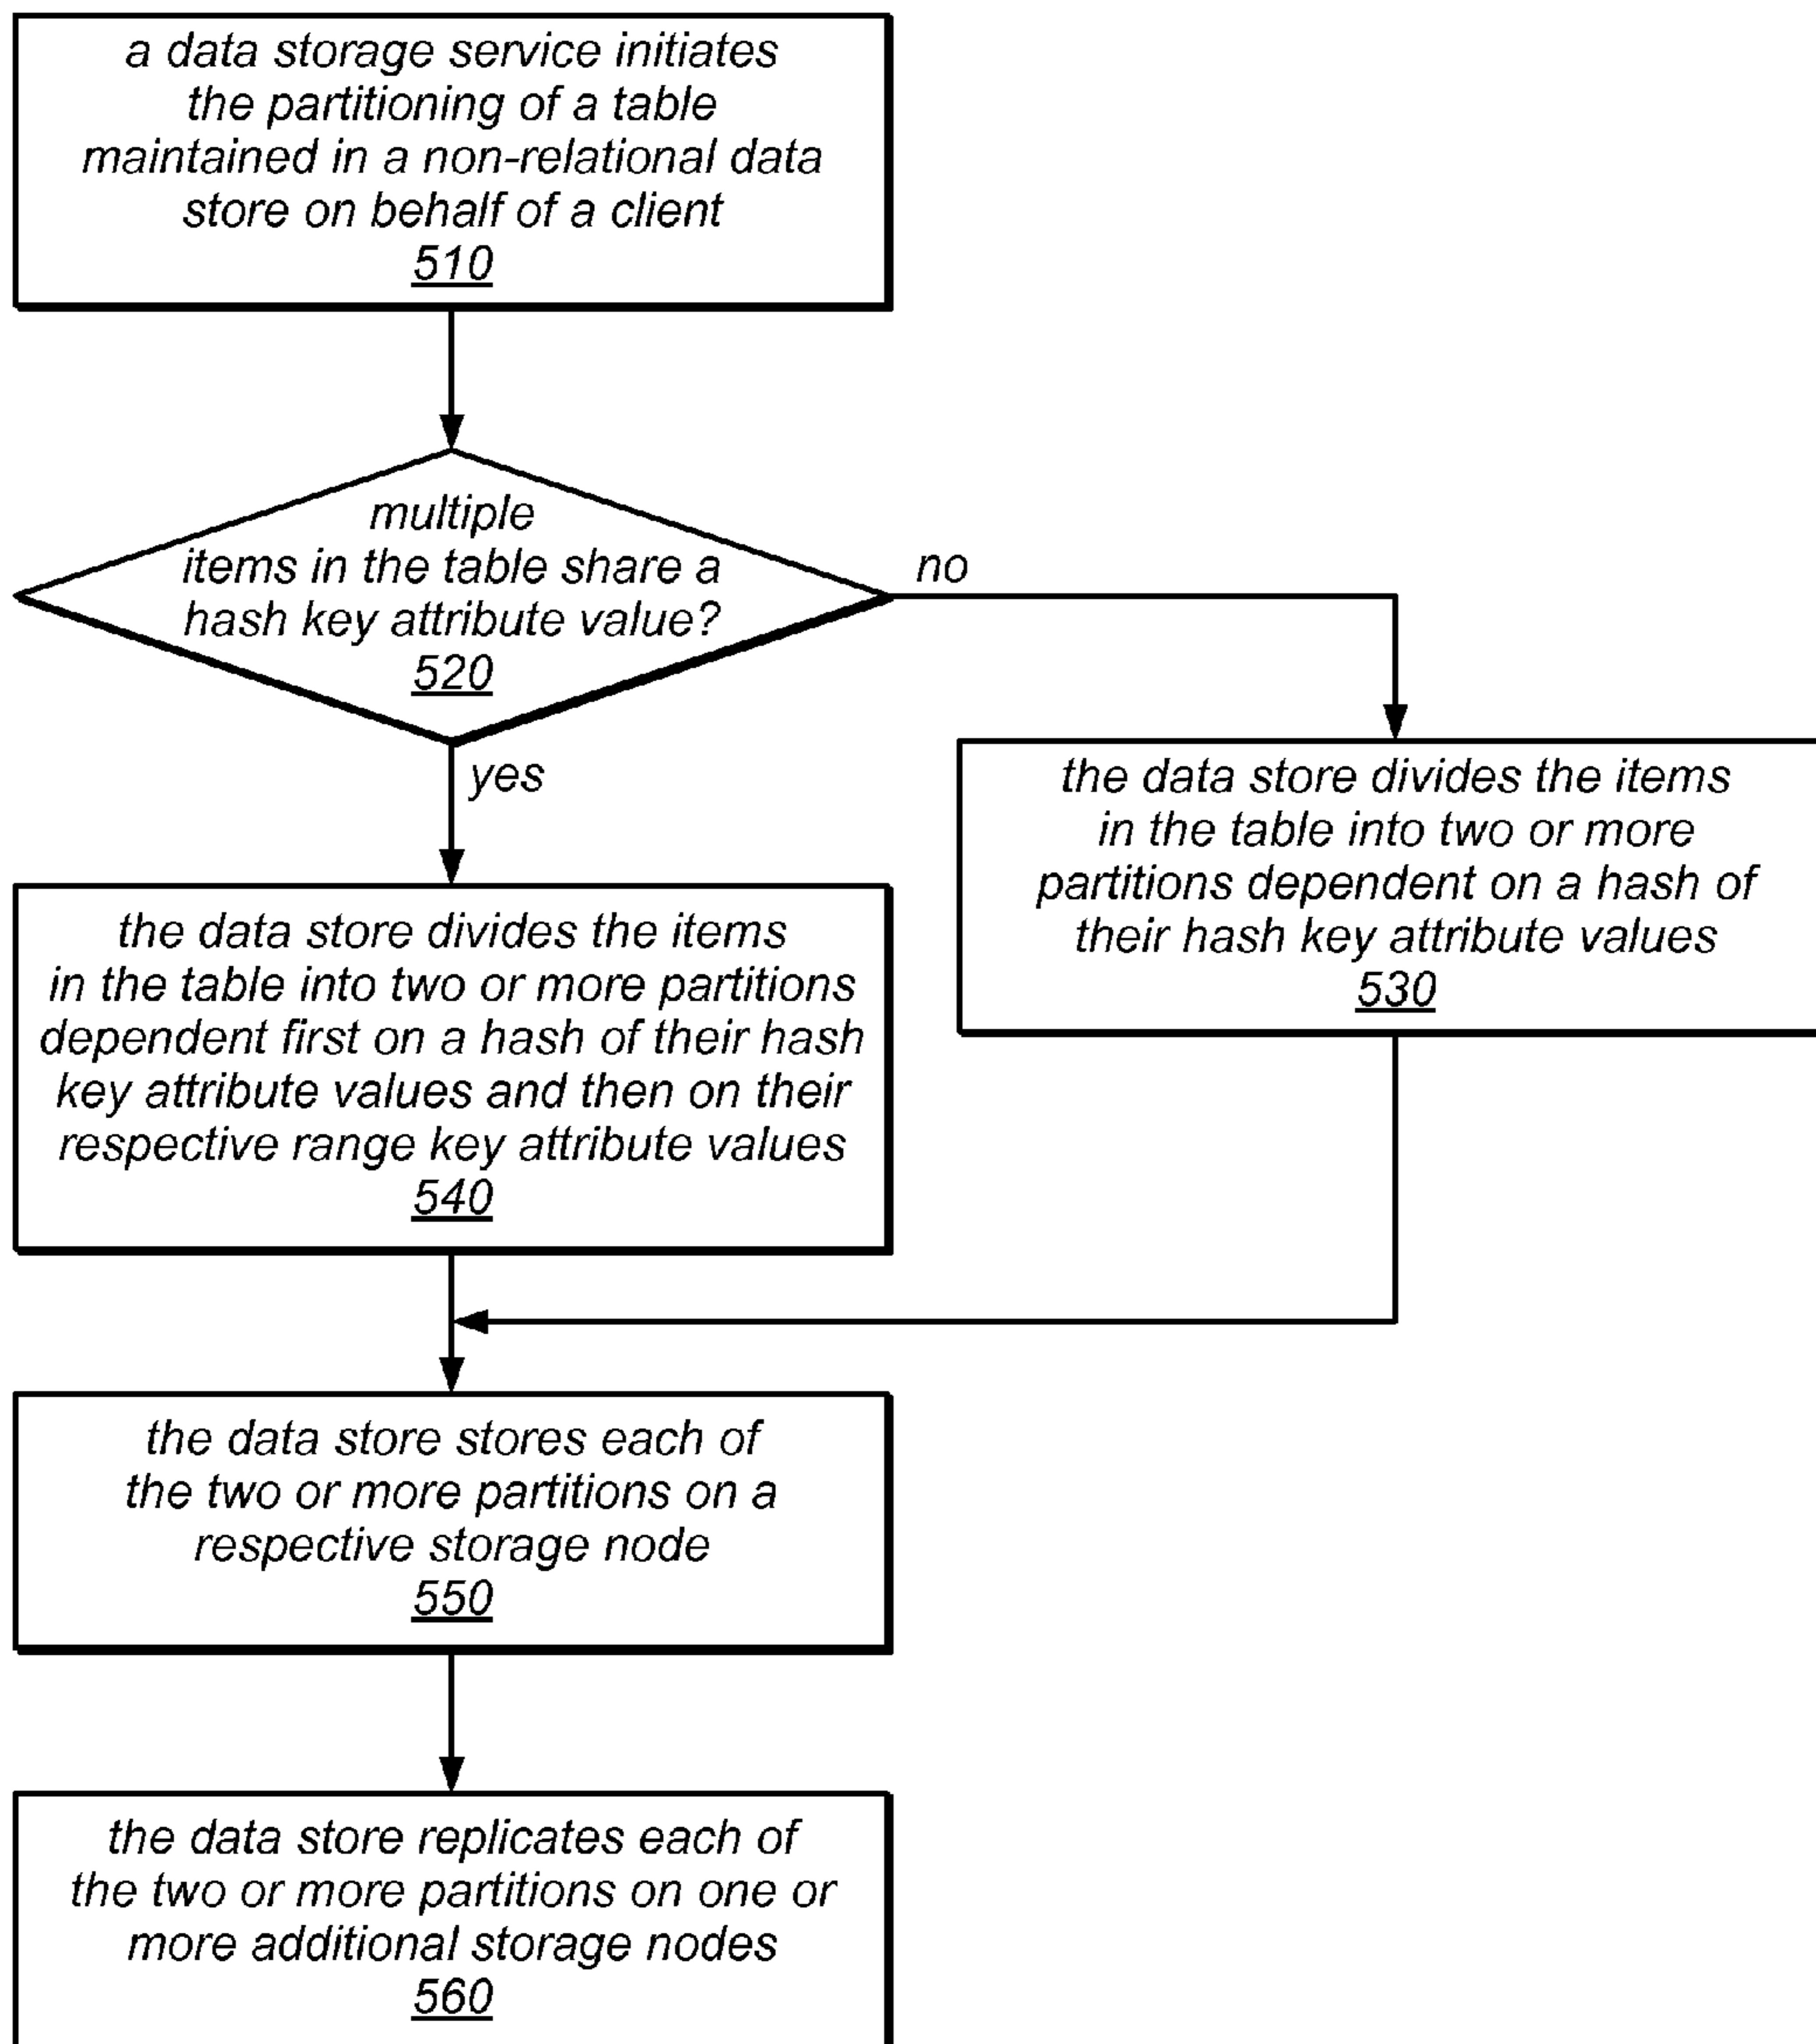 a data storage service initiates
the partitioning of a table
maintained in a non-relational data
store on behalf of a client
510
multiple
items in the table share a
hash key attribute value?
520
no
yes
the data store divides the items
in the table into two or more
partitions dependent on a hash of
their hash key attribute values
530
the data store divides the items
in the table into two or more partitions
dependent first on a hash of their hash
key attribute values and then on their
respective range key attribute values
540
the data store stores each of
the two or more partitions on a
respective storage node
550
the data store replicates each of
the two or more partitions on one or
more additional storage nodes
560